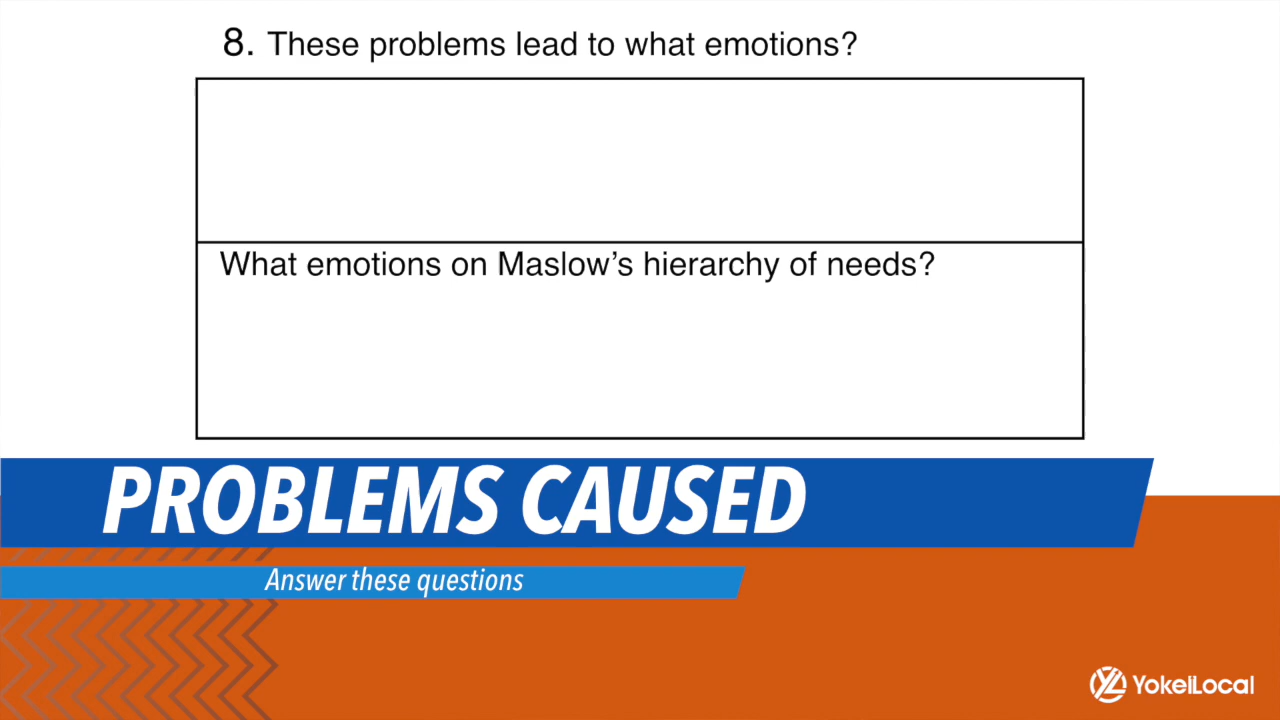 8. These problems lead to what emotions?
What emotions on Maslow's hierarchy of needs?
PROBLEMS CAUSED
Answer these questions
YokelLocal